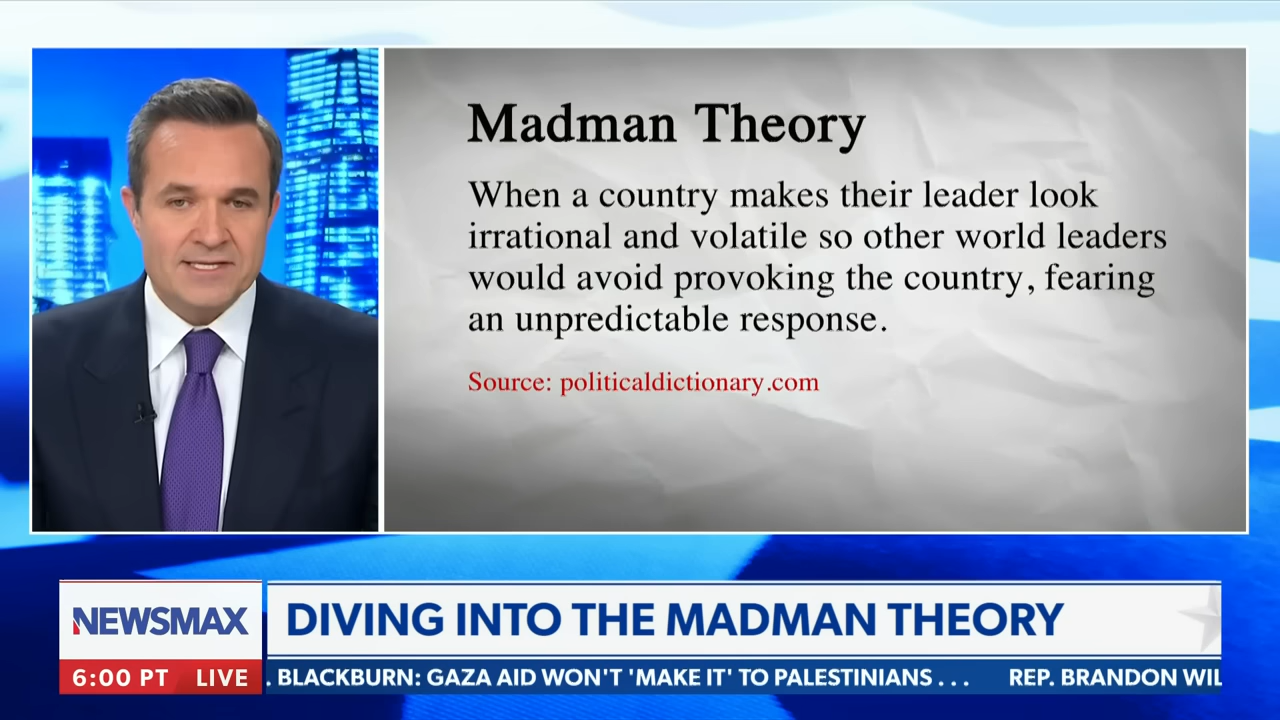 Madman Theory
When a country makes their leader look
irrational and volatile so other world leaders
would avoid provoking the country, fearing
an unpredictable response.
Source: politicaldictionary.com
NEWSMAX
DIVING INTO THE MADMAN THEORY
6:00 PT LIVE
. BLACKBURN: GAZA AID WON'T 'MAKE IT' TO PALESTINIANS . . . REP. BRANDON WIL